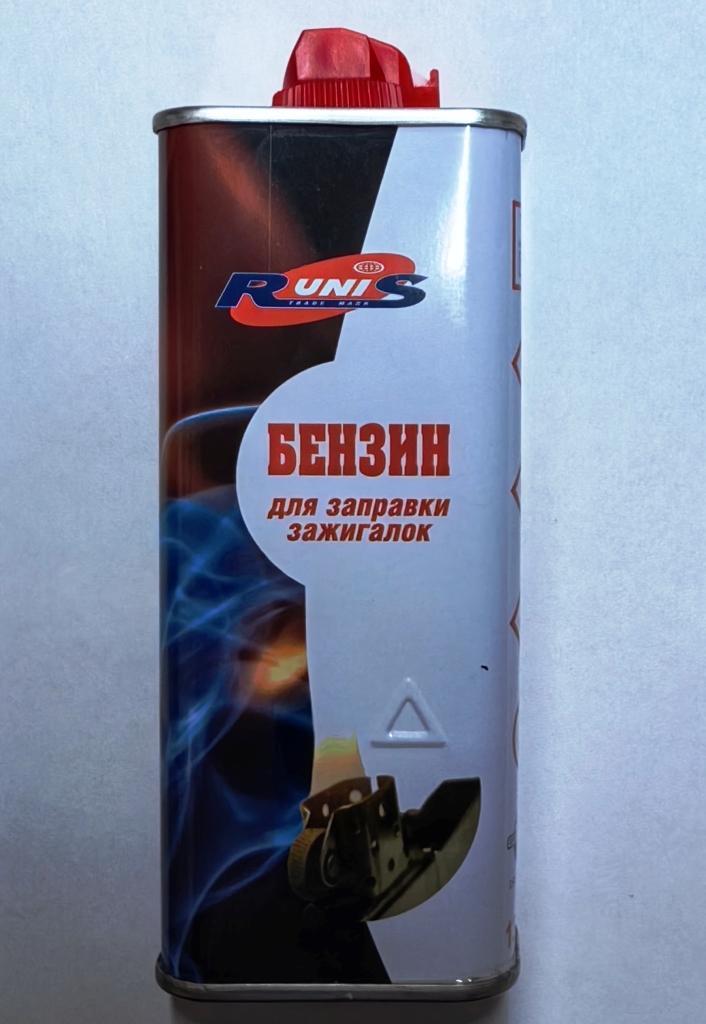 RUNIS
TRADE MARK
БЕНЗИН
для заправки
зажигалок